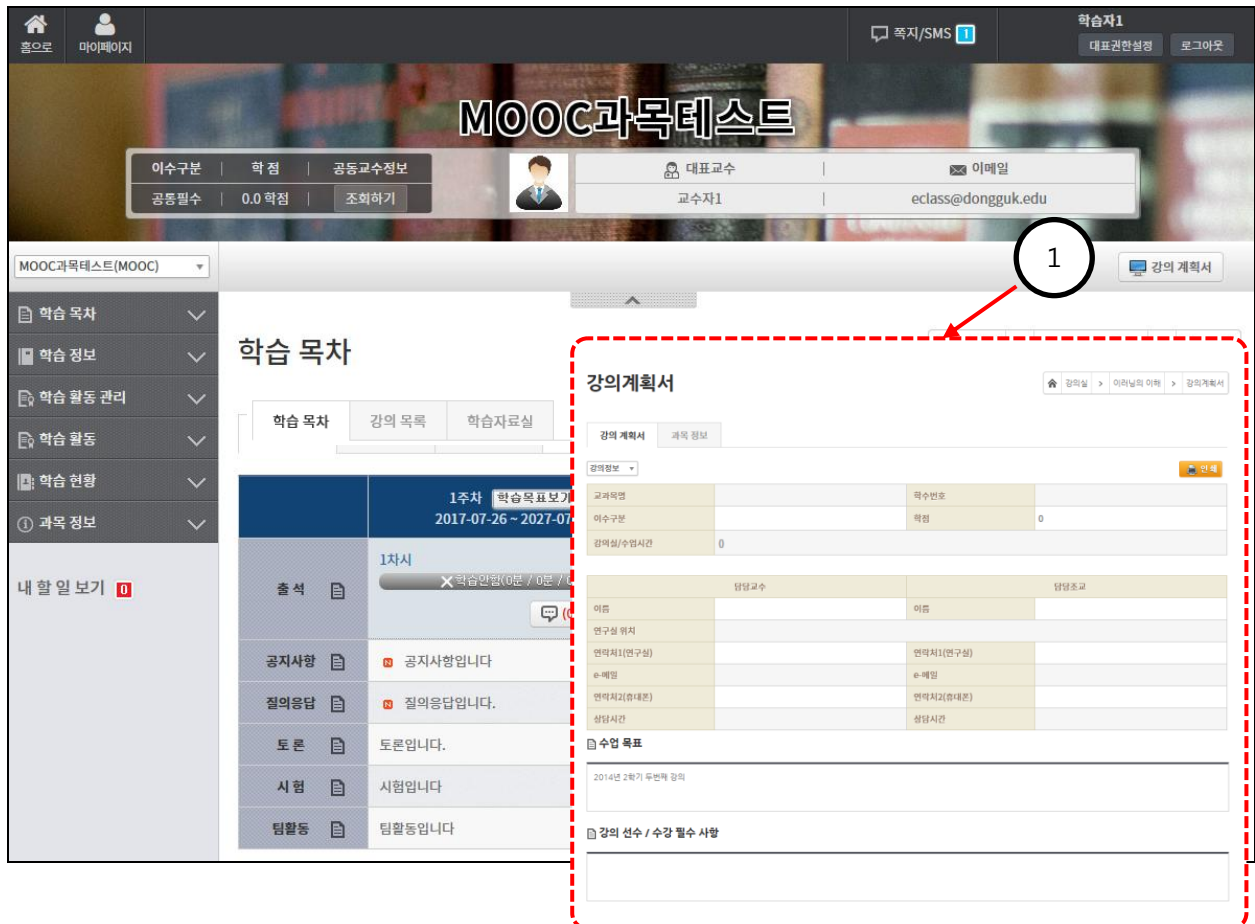 홈으로
마이페이지
쪽지/SMS 1
학습자1
대표권한설정 로그아웃
MOOC과목테스트
이수구분 학 점 공동교수정보
공통필수 0.0 학점 조회하기
대표교수 이메일
교수자1 eclass@dongguk.edu
MOOC과목테스트(MOOC)
1
강의 계획서
학습 목차
학습 정보
학습 활동 관리
학습 활동
학습 현황
과목 정보
내 할 일 보기 0
학습 목차
학습 목차 강의 목록 학습자료실
1주차 학습목표보기
2017-07-26 ~ 2027-07
출 석
1차시
학습안함(0분 / 0분 /
공지사항 N 공지사항입니다
질의응답 N 질의응답입니다.
토 론 토론입니다.
시 험 시험입니다
팀활동 팀활동입니다
강의계획서
강의실 > 이러닝의 이해 > 강의계획서
강의 계획서 과목 정보
강의정보 인쇄
교과목명 학수번호
이수구분 학점 0
강의실/수업시간 ()
담당교수 담당조교
이름 이름
연구실 위치
연락처1(연구실) 연락처1(연구실)
e-메일 e-메일
연락처2(휴대폰) 연락처2(휴대폰)
상담시간 상담시간
수업 목표
2014년 2학기 두번째 강의
강의 선수 / 수강 필수 사항